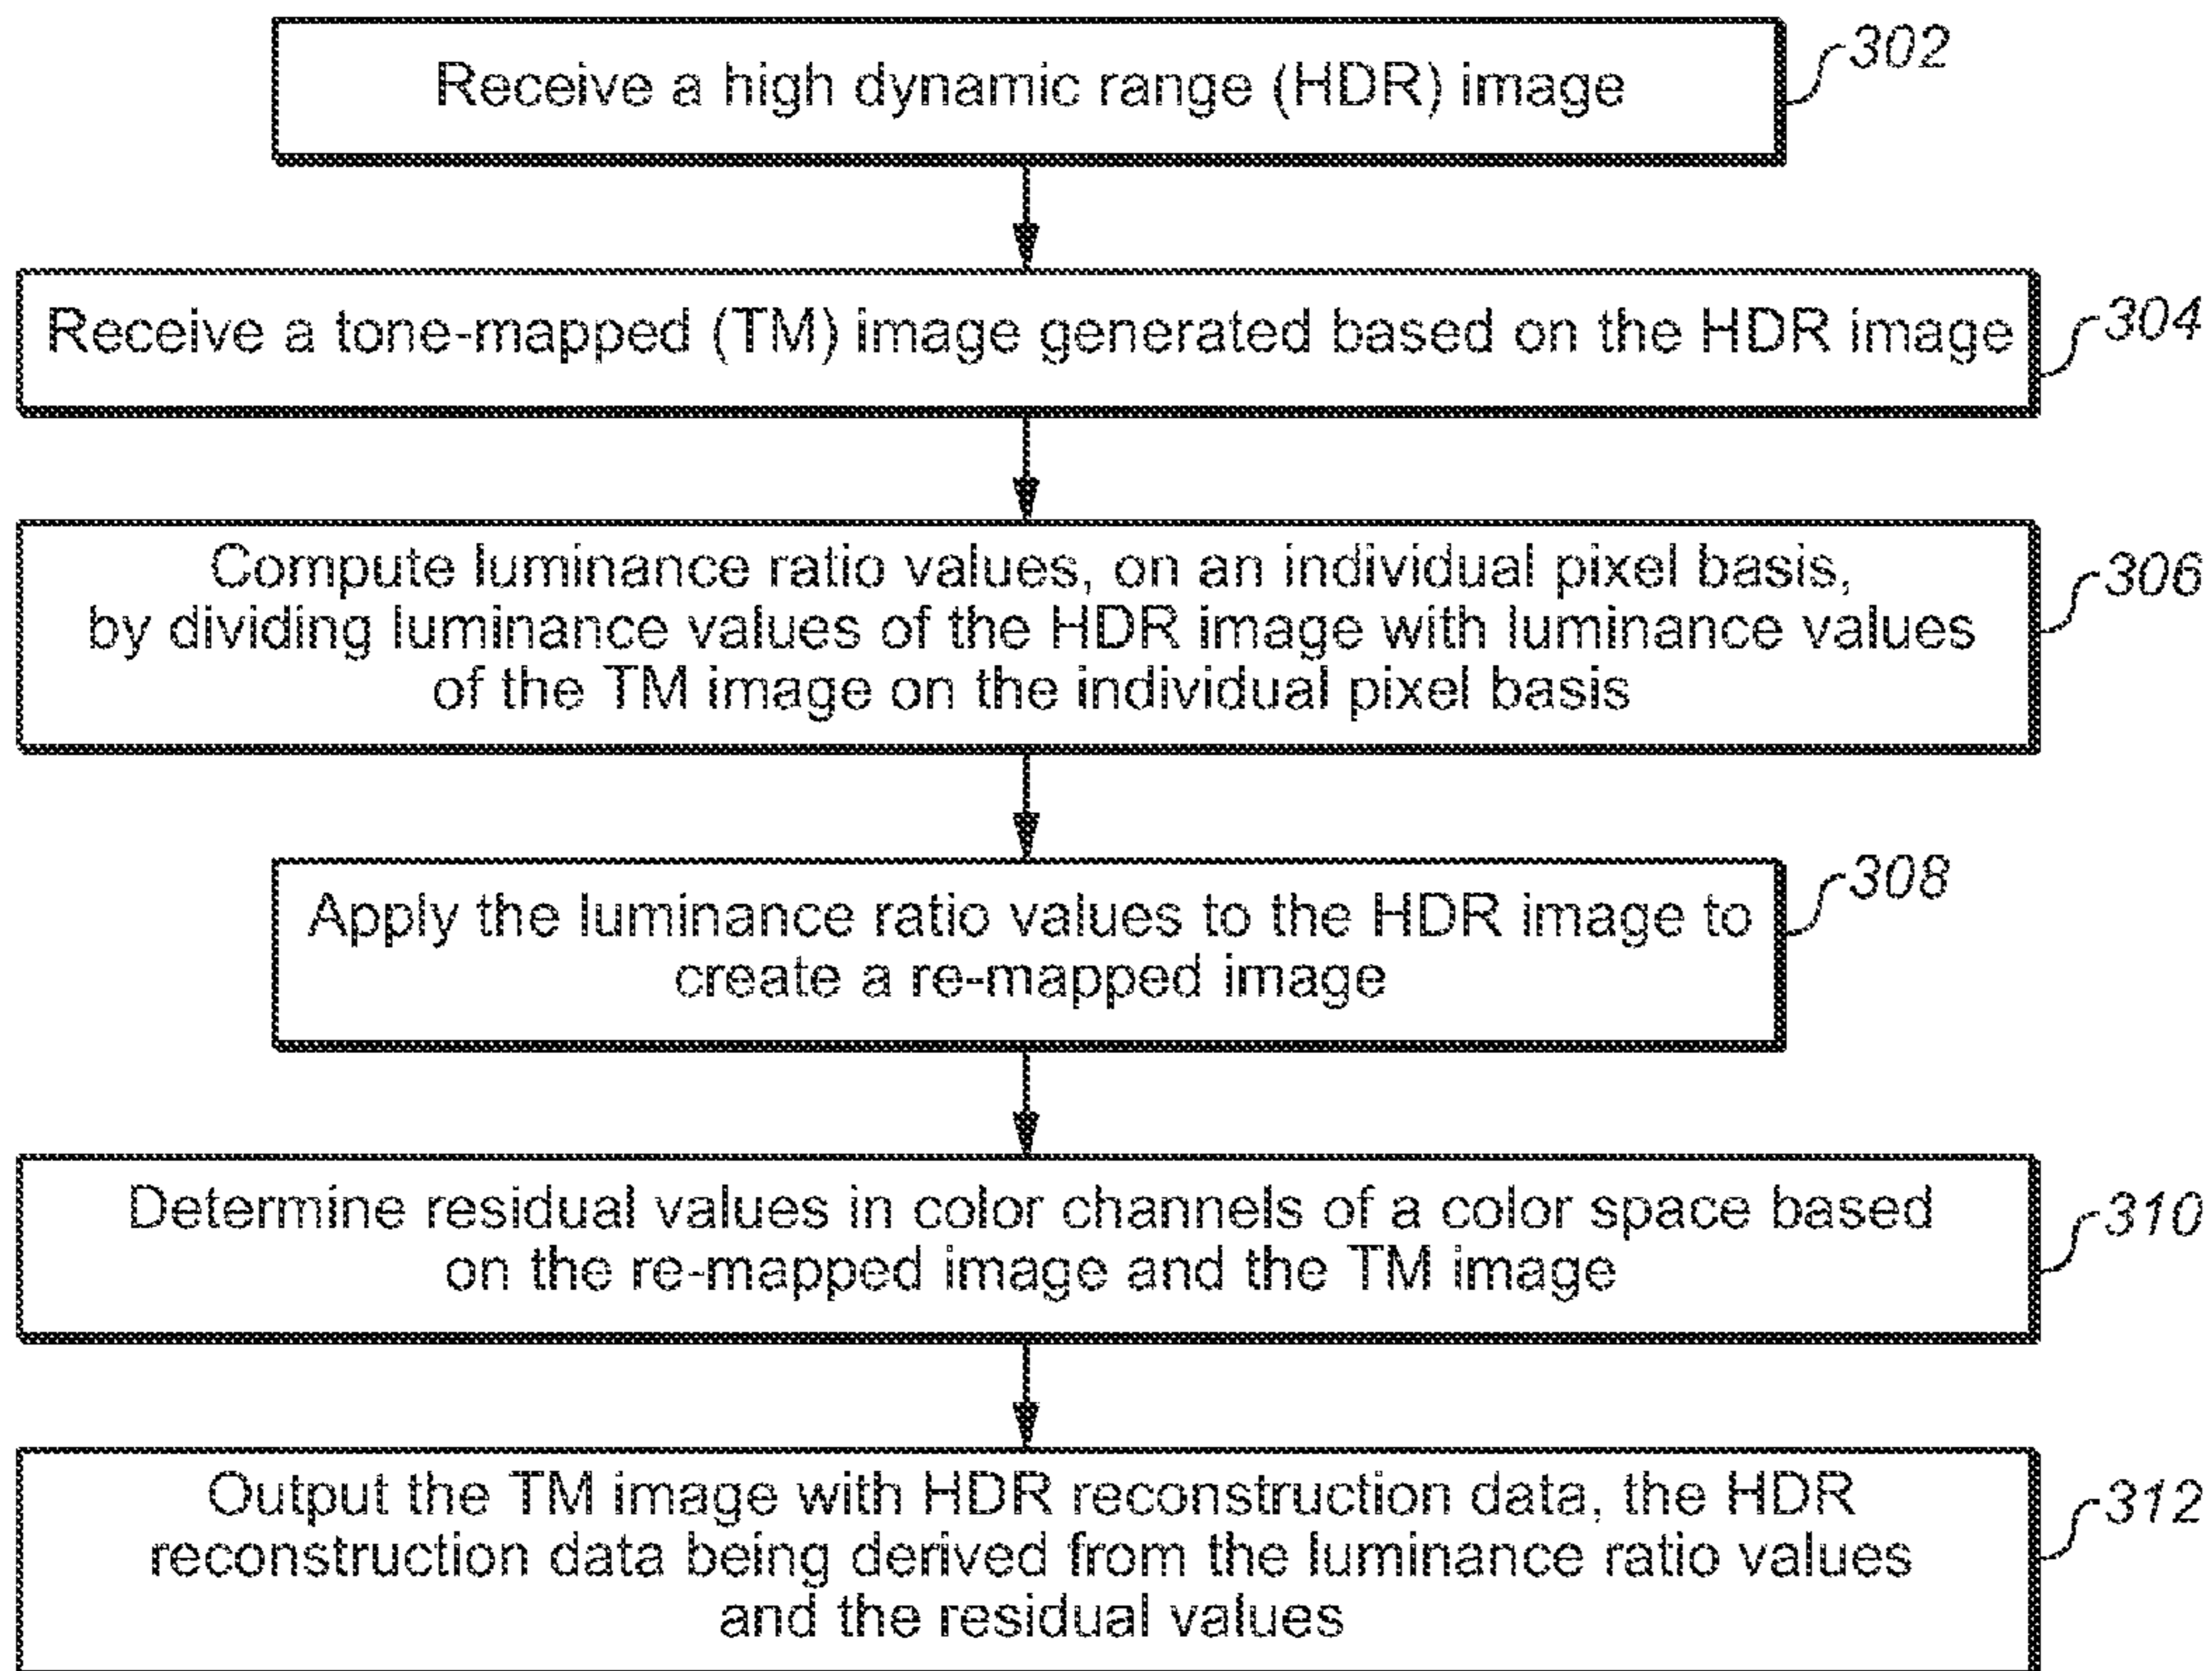 Receive a high dynamic range (HDR) image
302
Receive a tone-mapped (TM) image generated based on the HDR image
304
Compute luminance ratio values, on an individual pixel basis,
by dividing luminance values of the HDR image with luminance values
of the TM image on the individual pixel basis
306
Apply the luminance ratio values to the HDR image to
create a re-mapped image
308
Determine residual values in color channels of a color space based
on the re-mapped image and the TM image
310
Output the TM image with HDR reconstruction data, the HDR
reconstruction data being derived from the luminance ratio values
and the residual values
312